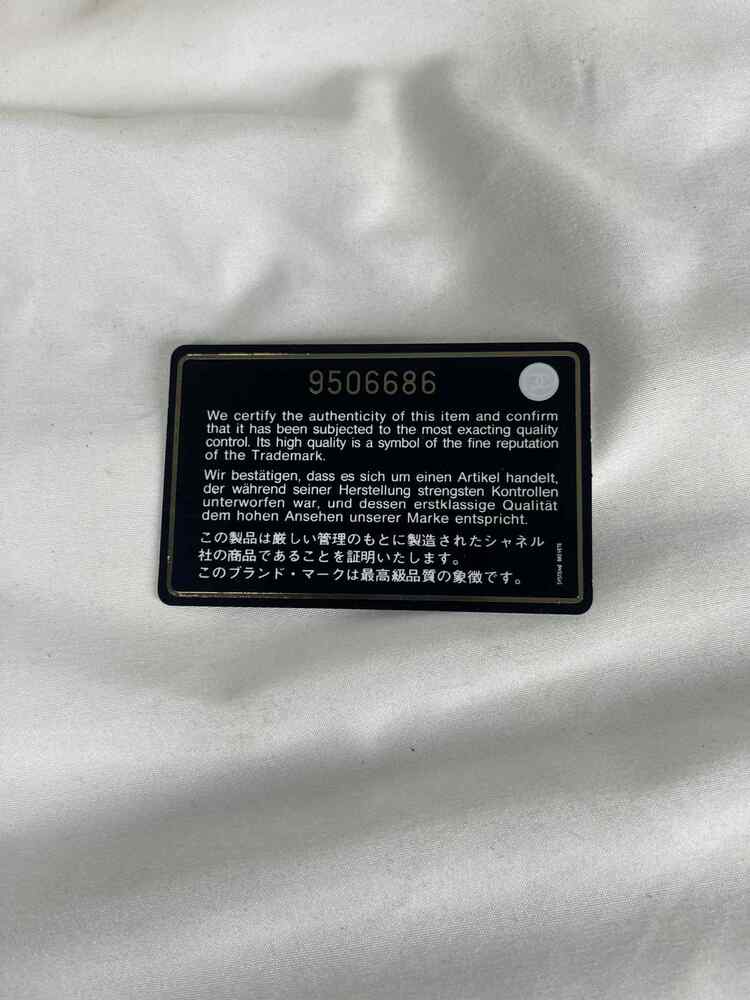 9506686
We certify the authenticity of this item and confirm
that it has been subjected to the most exacting quality
control. Its high quality is a symbol of the fine reputation
of the Trademark.
Wir bestätigen, dass es sich um einen Artikel handelt,
der während seiner Herstellung strengsten Kontrollen
unterworfen war, und dessen erstklassige Qualität
dem hohen Ansehen unserer Marke entspricht.
この製品は厳しい管理のもとに製造されたシャネル
社の商品であることを証明いたします。
このブランド・マークは最高級品質の象徴です。